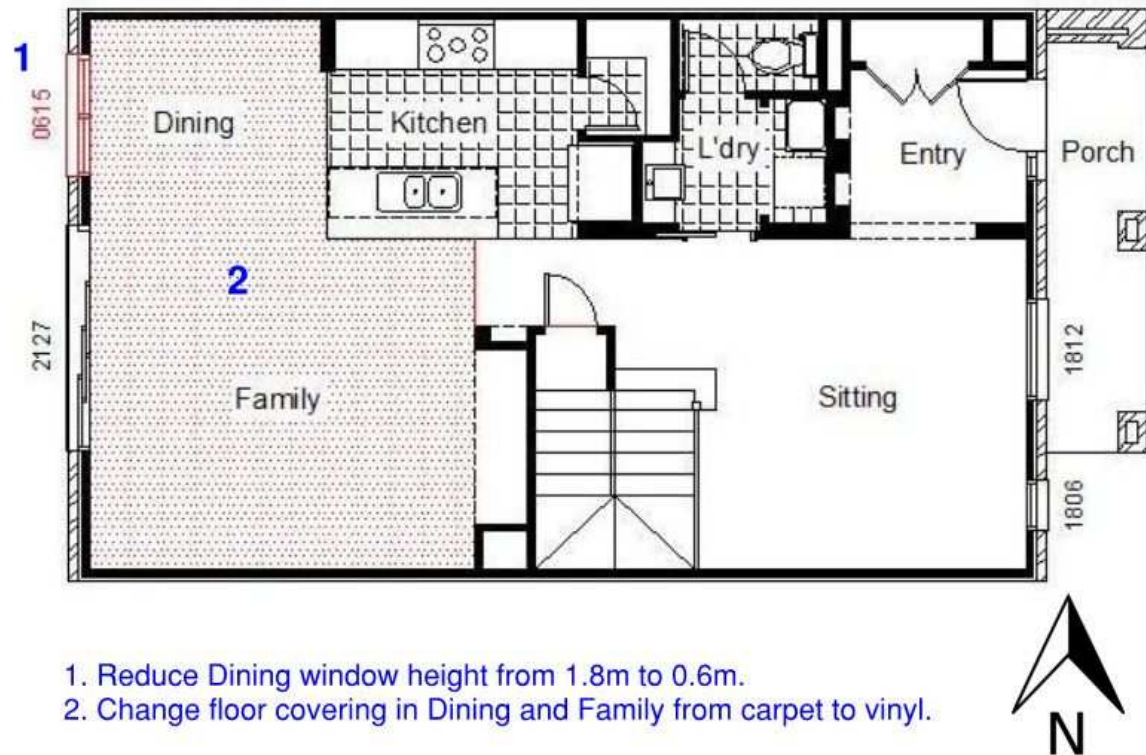 1
0615
Dining
Kitchen
L'dry
Entry
Porch
2
2127
Family
Sitting
1812
1806
1. Reduce Dining window height from 1.8m to 0.6m.
2. Change floor covering in Dining and Family from carpet to vinyl.
N